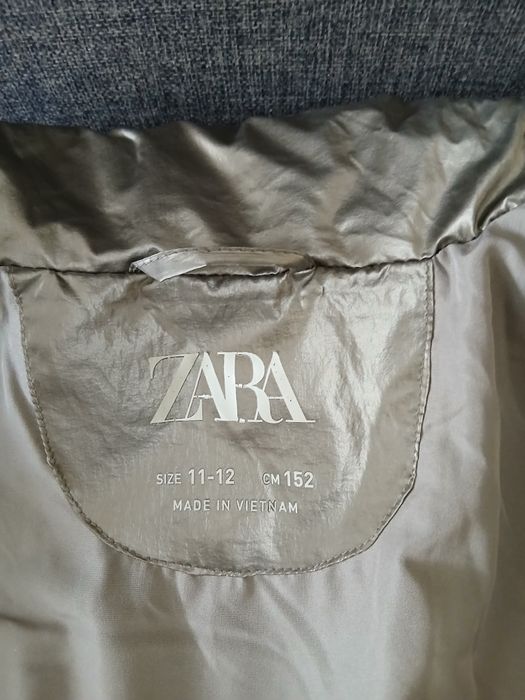 ZARA
SIZE 11-12 CM 152
MADE IN VIETNAM